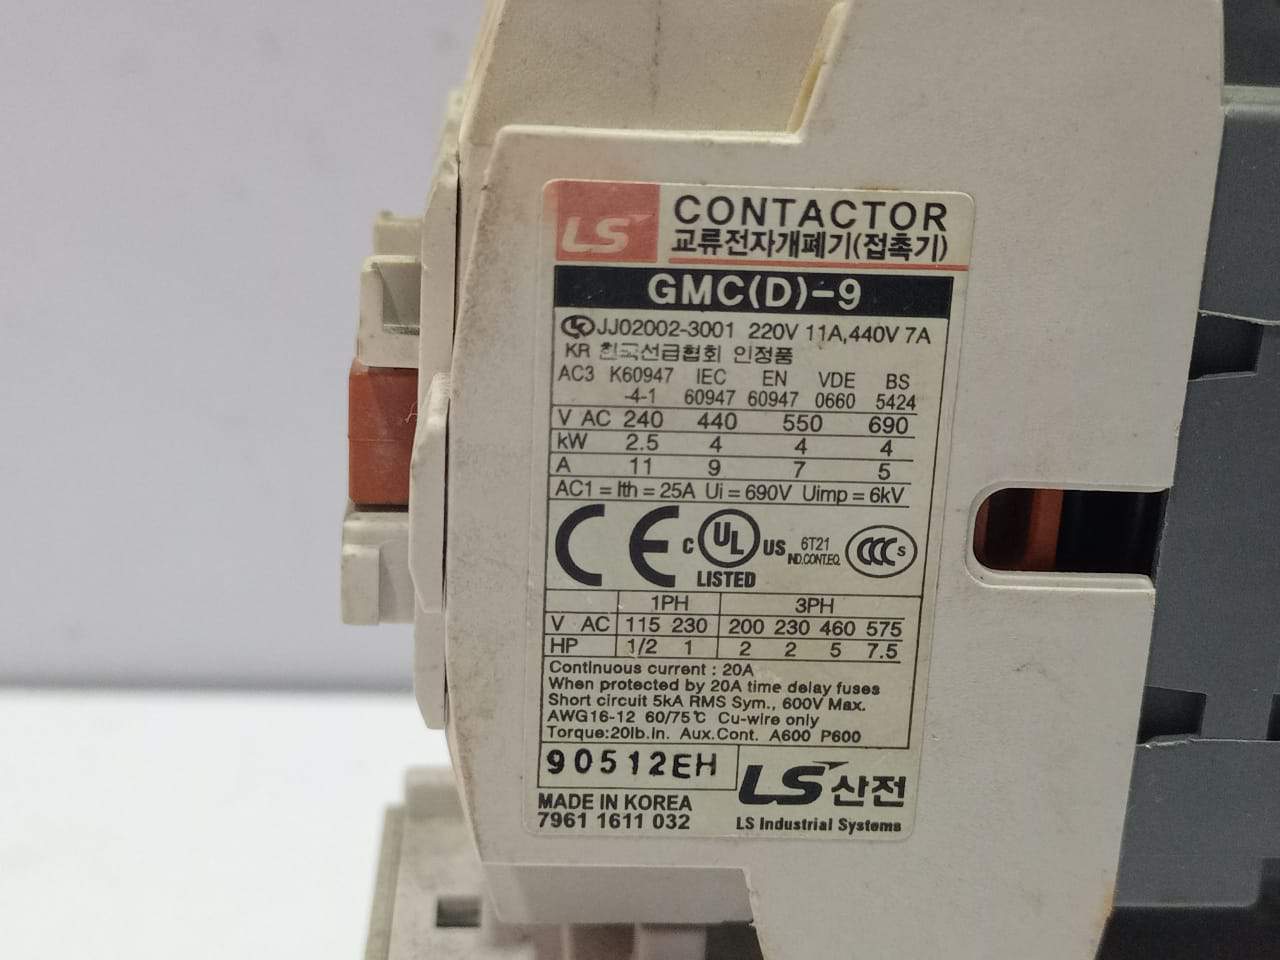 LS CONTACTOR
교류전자개폐기(접촉기)
GMC(D)-9
JJ02002-3001 220V 11A,440V 7A
KR 한국선급협회 인정품
AC3 K60947 IEC EN VDE BS
-4-1 60947 60947 0660 5424
V AC 240 440 550 690
kW 2.5 4 4 4
A 11 9 7 5
AC1 = Ith = 25A Ui = 690V Uimp = 6kV
CE c UL US LISTED 6T21 IND.CONT.EQ. CCC S
1PH 3PH
V AC 115 230 200 230 460 575
HP 1/2 1 2 2 5 7.5
Continuous current : 20A
When protected by 20A time delay fuses
Short circuit 5kA RMS Sym., 600V Max.
AWG16-12 60/75℃ Cu-wire only
Torque:20lb.in. Aux.Cont. A600 P600
90512EH
LS산전
MADE IN KOREA
7961 1611 032
LS Industrial Systems